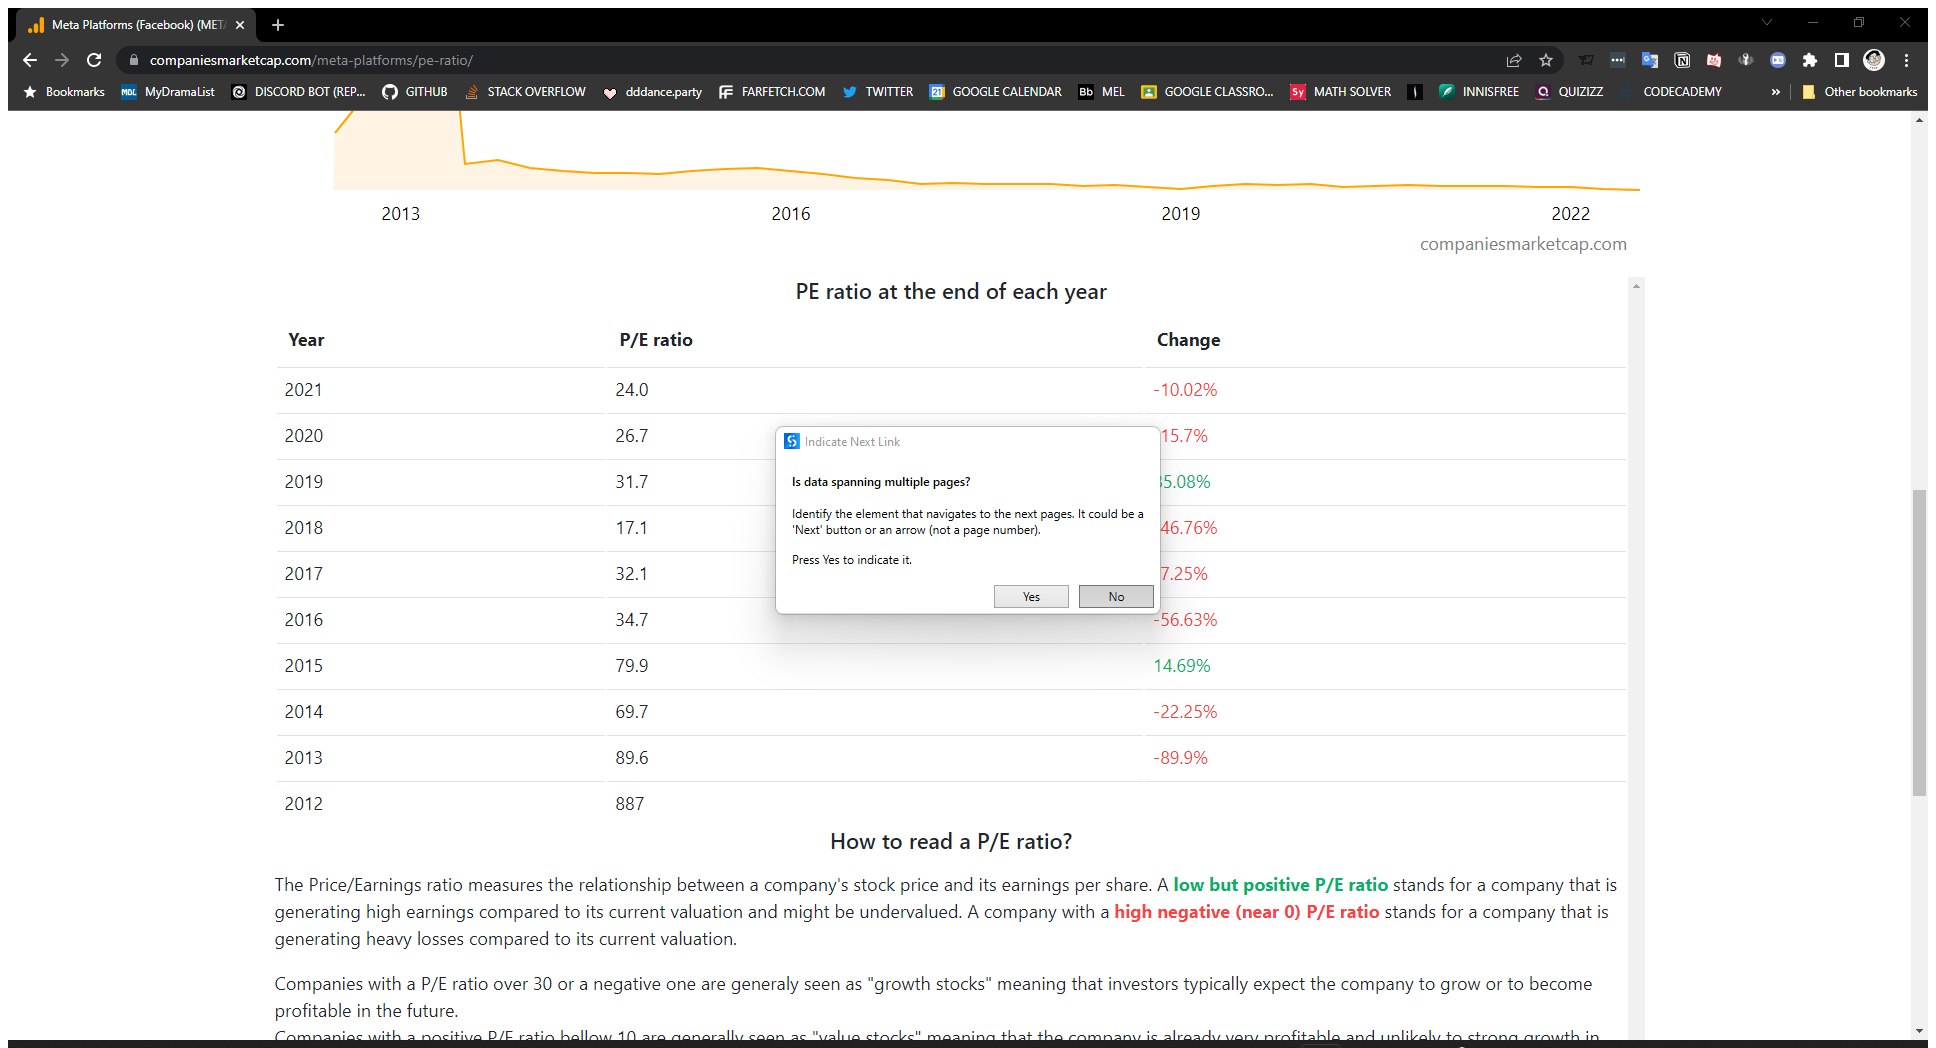 Meta Platforms (Facebook) (META
companiesmarketcap.com/meta-platforms/pe-ratio/
Bookmarks MDL MyDramaList DISCORD BOT (REP... GITHUB STACK OVERFLOW dddance.party FARFETCH.COM TWITTER 21 GOOGLE CALENDAR Bb MEL GOOGLE CLASSRO... Sy MATH SOLVER INNISFREE QUIZIZZ CODECADEMY » Other bookmarks
2013 2016 2019 2022
companiesmarketcap.com
PE ratio at the end of each year
Year P/E ratio Change
2021 24.0 -10.02%
2020 26.7 15.7%
2019 31.7 35.08%
2018 17.1 46.76%
2017 32.1 7.25%
2016 34.7 -56.63%
2015 79.9 14.69%
2014 69.7 -22.25%
2013 89.6 -89.9%
2012 887
Indicate Next Link
Is data spanning multiple pages?
Identify the element that navigates to the next pages. It could be a
'Next' button or an arrow (not a page number).
Press Yes to indicate it.
Yes No
How to read a P/E ratio?
The Price/Earnings ratio measures the relationship between a company's stock price and its earnings per share. A low but positive P/E ratio stands for a company that is
generating high earnings compared to its current valuation and might be undervalued. A company with a high negative (near 0) P/E ratio stands for a company that is
generating heavy losses compared to its current valuation.
Companies with a P/E ratio over 30 or a negative one are generaly seen as "growth stocks" meaning that investors typically expect the company to grow or to become
profitable in the future.
Companies with a positive P/E ratio bellow 10 are generally seen as "value stocks" meaning that the company is already very profitable and unlikely to strong growth in